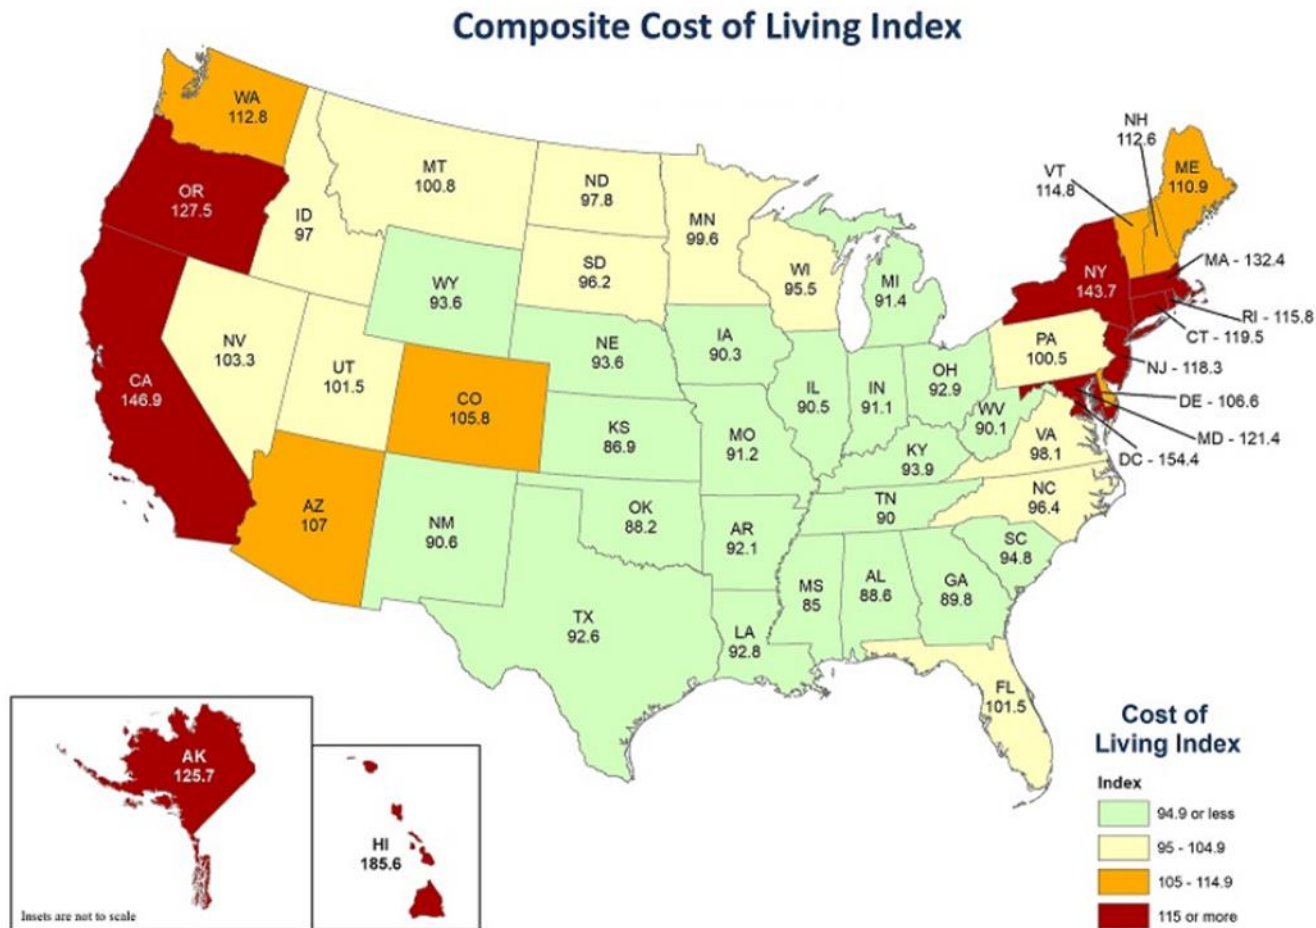 Composite Cost of Living Index
WA
112.8
OR
127.5
CA
146.9
ID
97
NV
103.3
MT
100.8
WY
93.6
UT
101.5
AZ
107
CO
105.8
NM
90.6
ND
97.8
SD
96.2
NE
93.6
KS
86.9
OK
88.2
TX
92.6
MN
99.6
IA
90.3
MO
91.2
AR
92.1
LA
92.8
WI
95.5
IL
90.5
MI
91.4
IN
91.1
OH
92.9
KY
93.9
WV
90.1
TN
90
MS
85
AL
88.6
GA
89.8
FL
101.5
SC
94.8
NC
96.4
VA
98.1
PA
100.5
NY
143.7
VT
114.8
NH
112.6
ME
110.9
MA - 132.4
RI - 115.8
CT - 119.5
NJ - 118.3
DE - 106.6
MD - 121.4
DC - 154.4
AK
125.7
Insets are not to scale
HI
185.6
Cost of
Living Index
Index
94.9 or less
95 - 104.9
105 - 114.9
115 or more